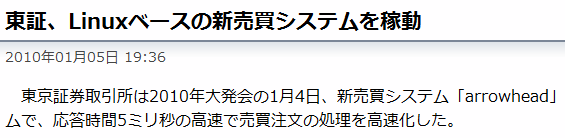 東証、Linuxベースの新売買システムを稼動
2010年01月05日 19:36
　東京証券取引所は2010年大発会の1月4日、新売買システム「arrowhead」
ムで、応答時間5ミリ秒の高速で売買注文の処理を高速化した。